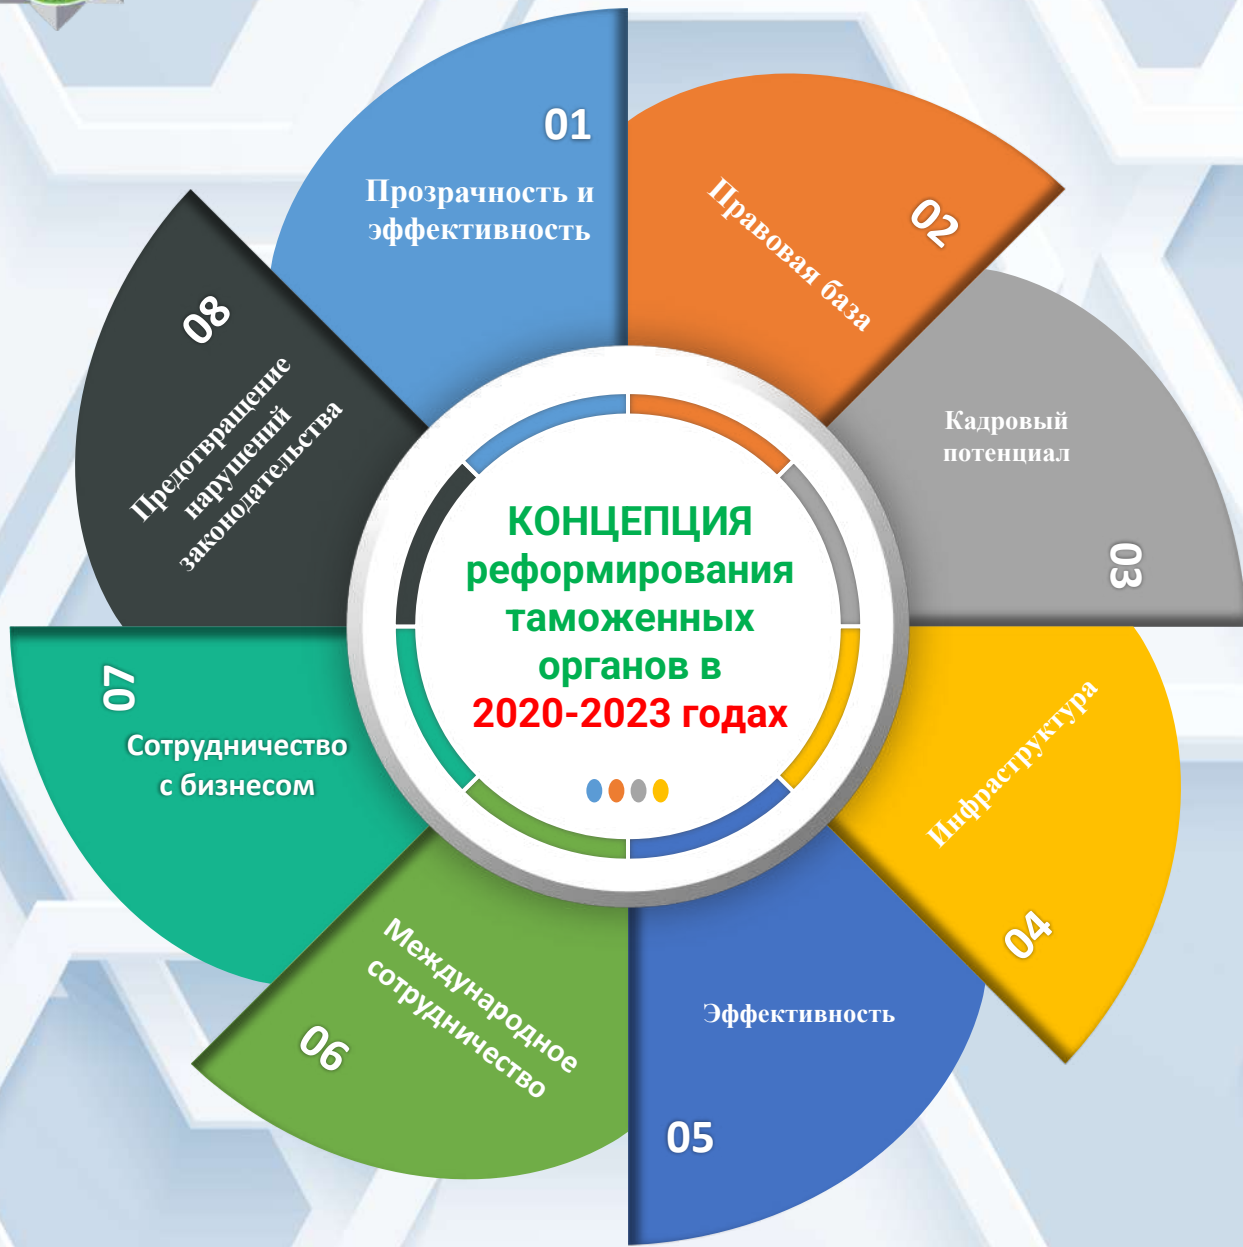 КОНЦЕПЦИЯ
реформирования
таможенных
органов в
2020-2023 годах
01
Прозрачность и
эффективность
02
Правовая база
03
Кадровый
потенциал
04
Инфраструктура
05
Эффективность
06
Международное
сотрудничество
07
Сотрудничество
с бизнесом
08
Предотвращение
нарушений
законодательства